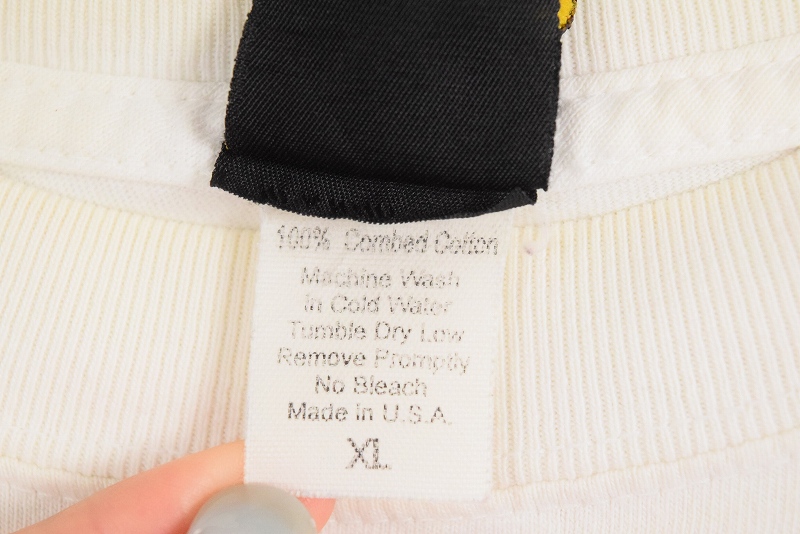 100% Combed Cotton
Machine Wash
in Cold Water
Tumble Dry Low
Remove Promptly
No Bleach
Made in U.S.A.
XL